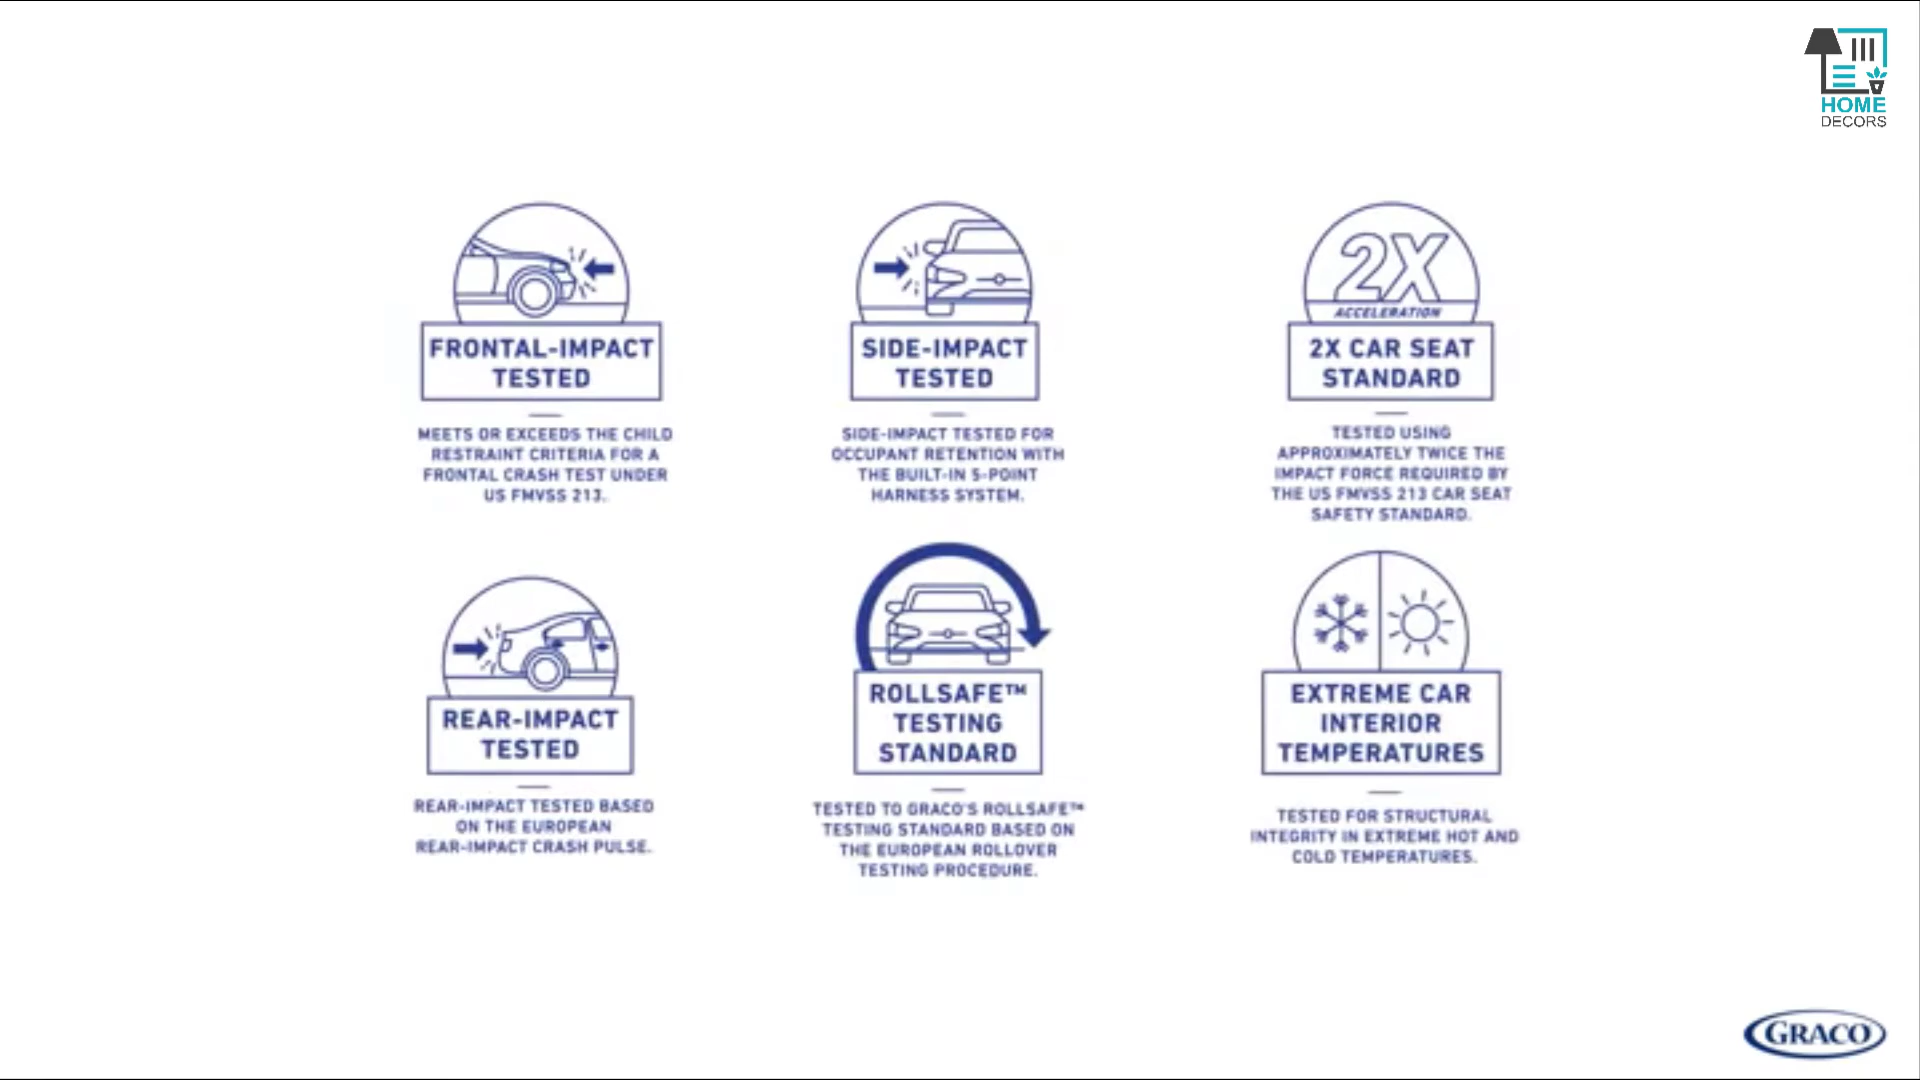 HOME
DECORS
2X
ACCELERATION
FRONTAL-IMPACT
TESTED
MEETS OR EXCEEDS THE CHILD
RESTRAINT CRITERIA FOR A
FRONTAL CRASH TEST UNDER
US FMVSS 213.
SIDE-IMPACT
TESTED
SIDE-IMPACT TESTED FOR
OCCUPANT RETENTION WITH
THE BUILT-IN 5-POINT
HARNESS SYSTEM.
2X CAR SEAT
STANDARD
TESTED USING
APPROXIMATELY TWICE THE
IMPACT FORCE REQUIRED BY
THE US FMVSS 213 CAR SEAT
SAFETY STANDARD.
REAR-IMPACT
TESTED
REAR-IMPACT TESTED BASED
ON THE EUROPEAN
REAR-IMPACT CRASH PULSE.
ROLLSAFE™
TESTING
STANDARD
TESTED TO GRACO'S ROLLSAFE™
TESTING STANDARD BASED ON
THE EUROPEAN ROLLOVER
TESTING PROCEDURE.
EXTREME CAR
INTERIOR
TEMPERATURES
TESTED FOR STRUCTURAL
INTEGRITY IN EXTREME HOT AND
COLD TEMPERATURES.
GRACO